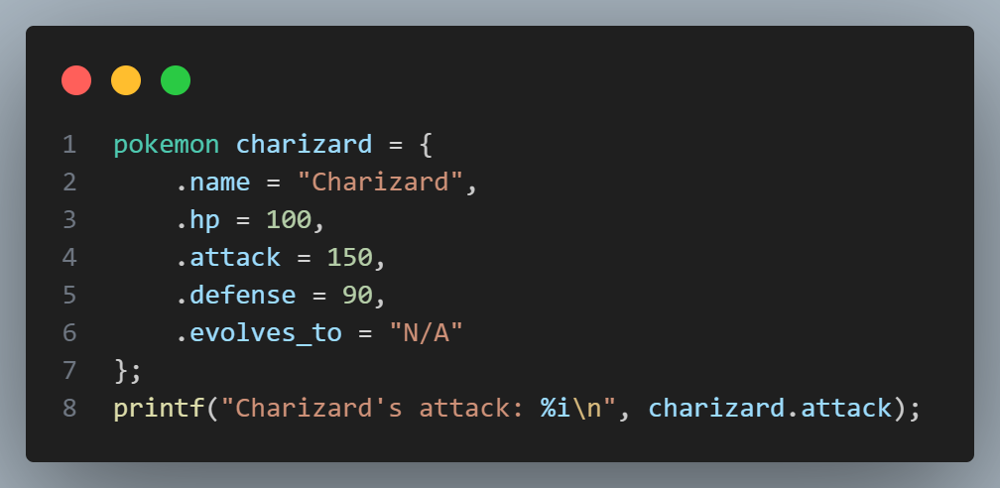 1 pokemon charizard = {
2     .name = "Charizard",
3     .hp = 100,
4     .attack = 150,
5     .defense = 90,
6     .evolves_to = "N/A"
7 };
8 printf("Charizard's attack: %i\n", charizard.attack);